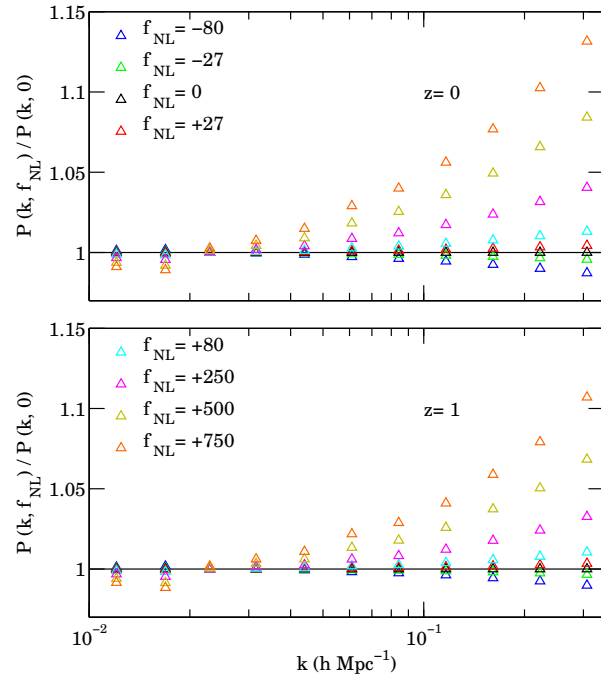 1.15
f_NL = −80
f_NL = −27
f_NL = 0
f_NL = +27
z= 0
1.1
1.05
1
P (k, f_NL) / P (k, 0)
1.15
f_NL = +80
f_NL = +250
f_NL = +500
f_NL = +750
z= 1
1.1
1.05
1
P (k, f_NL) / P (k, 0)
10⁻² 10⁻¹
k (h Mpc⁻¹)